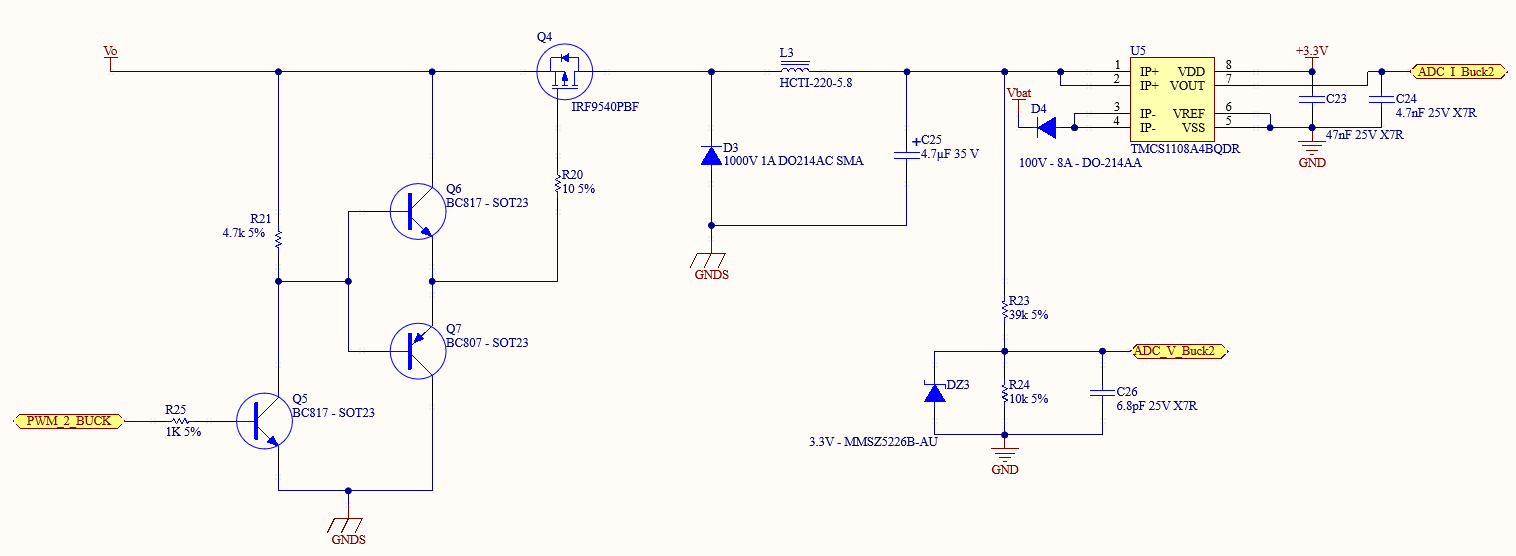 Vo
Q4
IRF9540PBF
L3
HCTI-220-5.8
U5
TMCS1108A4BQDR
1 IP+ VDD 8
2 IP+ VOUT 7
3 IP- VREF 6
4 IP- VSS 5
+3.3V
ADC_I_Buck2
C23
47nF 25V X7R
C24
4.7nF 25V X7R
GND
Vbat
D4
100V - 8A - DO-214AA
D3
1000V 1A DO214AC SMA
C25
4.7µF 35 V
GNDS
R20
10 5%
Q6
BC817 - SOT23
R21
4.7k 5%
Q7
BC807 - SOT23
R23
39k 5%
ADC_V_Buck2
DZ3
3.3V - MMSZ5226B-AU
R24
10k 5%
C26
6.8pF 25V X7R
GND
PWM_2_BUCK
R25
1K 5%
Q5
BC817 - SOT23
GNDS